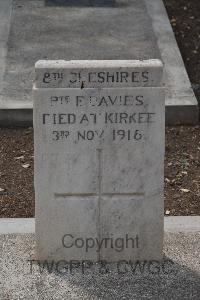 8TH CHESHIRES
PTE E DAVIES
DIED AT KIRKEE
3RD NOV 1916
Copyright
TWGPP & CWGC